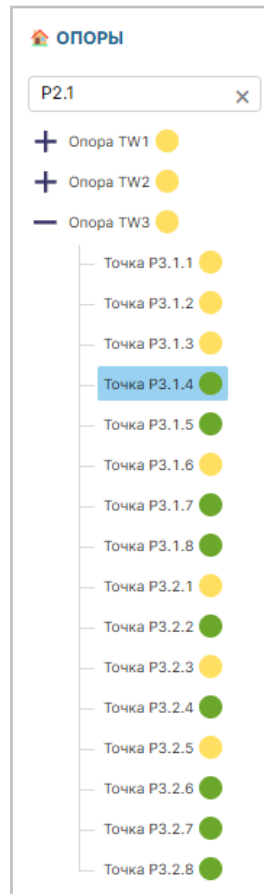 ОПОРЫ
P2.1
Опора TW1
Опора TW2
Опора TW3
Точка P3.1.1
Точка P3.1.2
Точка P3.1.3
Точка P3.1.4
Точка P3.1.5
Точка P3.1.6
Точка P3.1.7
Точка P3.1.8
Точка P3.2.1
Точка P3.2.2
Точка P3.2.3
Точка P3.2.4
Точка P3.2.5
Точка P3.2.6
Точка P3.2.7
Точка P3.2.8